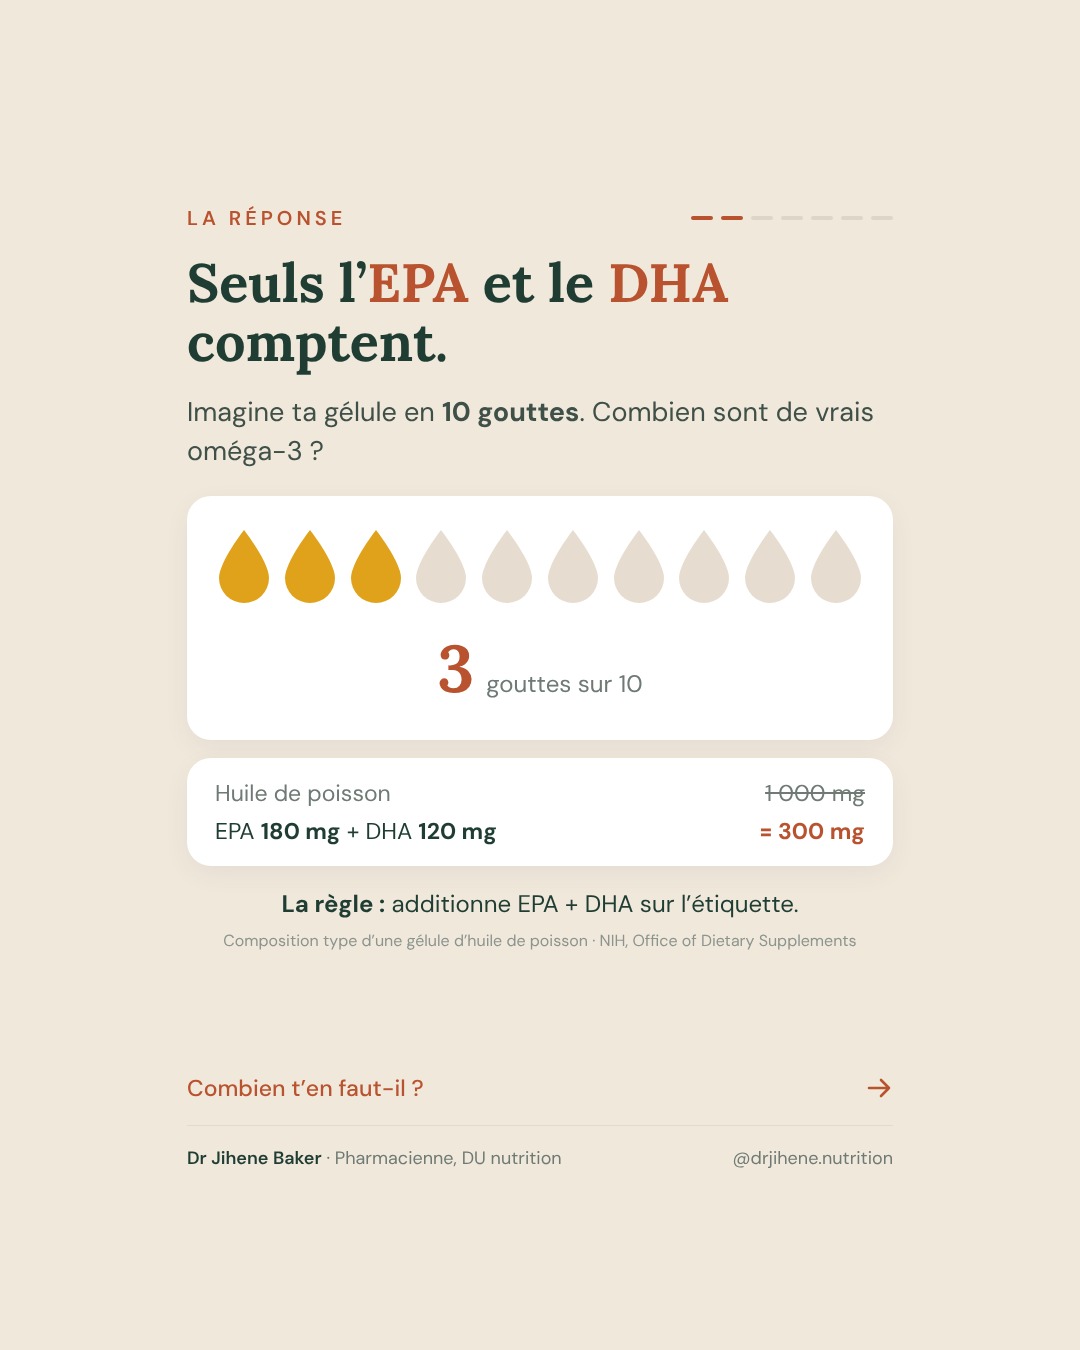 LA RÉPONSE
Seuls l’EPA et le DHA
comptent.
Imagine ta gélule en 10 gouttes. Combien sont de vrais
oméga-3 ?
3 gouttes sur 10
Huile de poisson 1 000 mg
EPA 180 mg + DHA 120 mg = 300 mg
La règle : additionne EPA + DHA sur l’étiquette.
Composition type d’une gélule d’huile de poisson · NIH, Office of Dietary Supplements
Combien t’en faut-il ? →
Dr Jihene Baker · Pharmacienne, DU nutrition @drjihene.nutrition